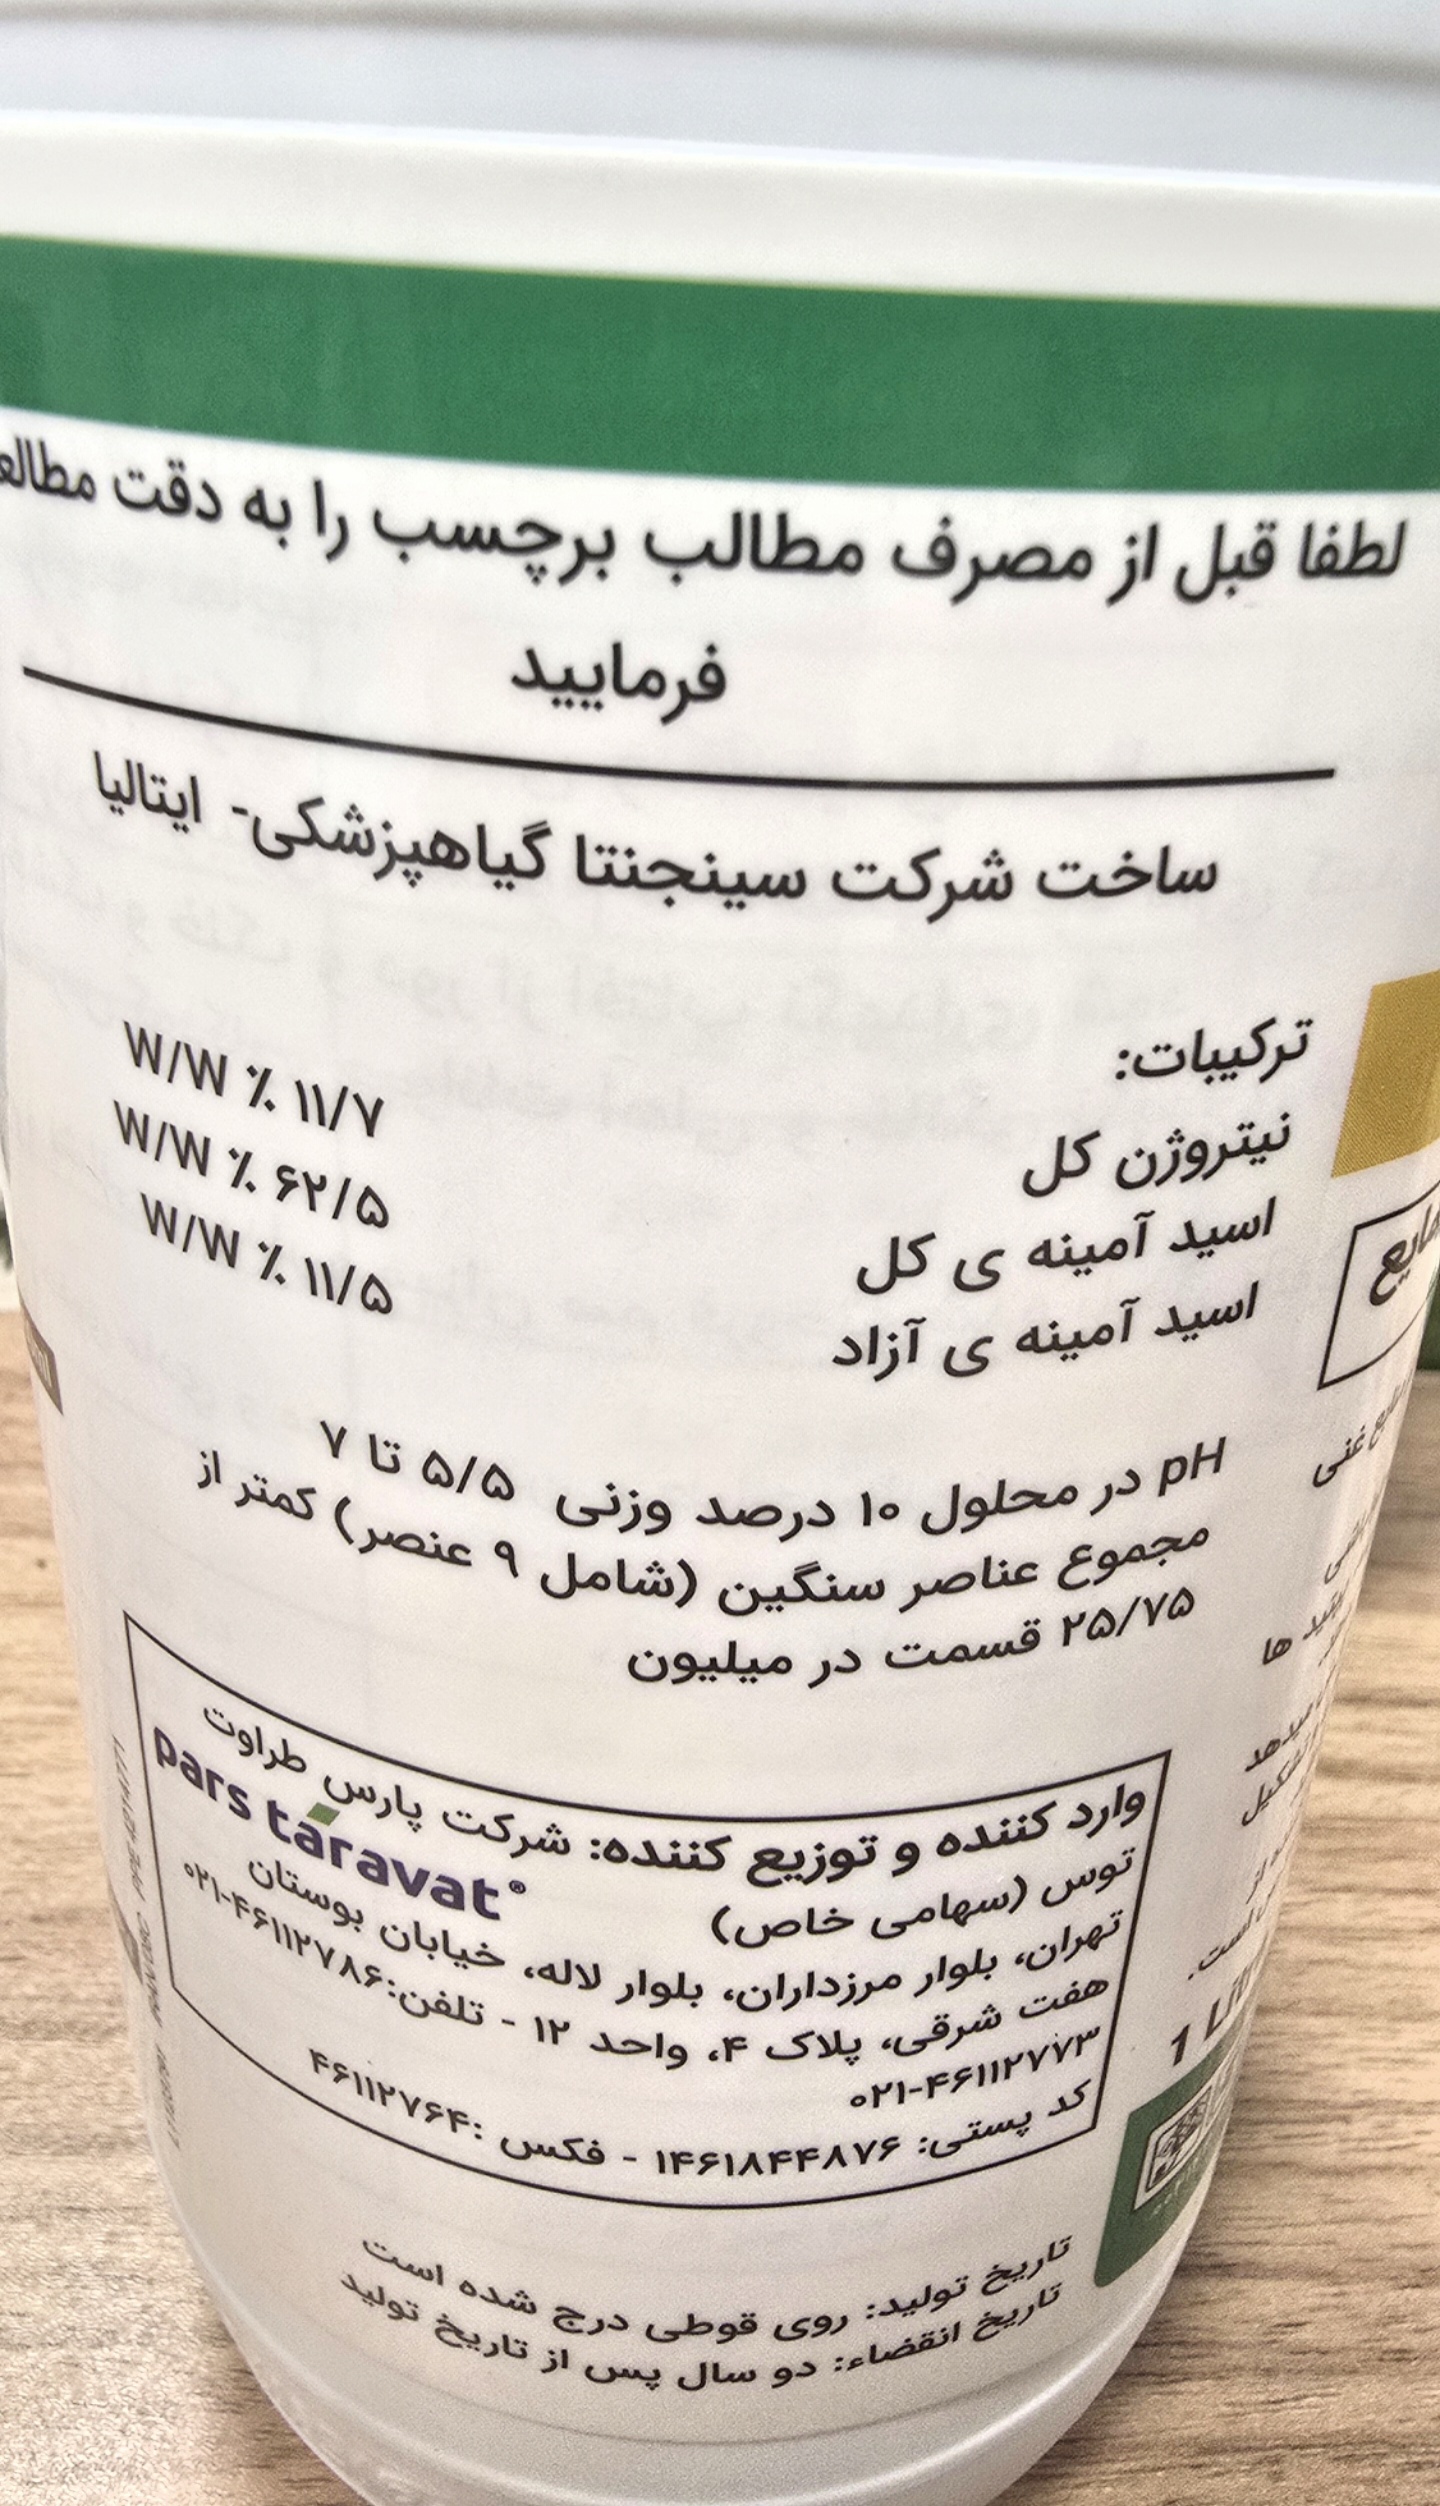 لطفا قبل از مصرف مطالب برچسب را به دقت
فرمایید
ساخت شرکت سینجنتا گیاهپزشکی- ایتالیا
ترکیبات:
نیتروژن کل ۱۱/۷ ٪ W/W
اسید آمینه ی کل ۶۲/۵ ٪ W/W
اسید آمینه ی آزاد ۱۱/۵ ٪ W/W
pH در محلول ۱۰ درصد وزنی ۵/۵ تا ۷
مجموع عناصر سنگین (شامل ۹ عنصر) کمتر از
۲۵/۷۵ قسمت در میلیون
وارد کننده و توزیع کننده: شرکت پارس طراوت
توس (سهامی خاص)
pars taravat®
تهران، بلوار مرزداران، بلوار لاله، خیابان بوستان
هفت شرقی، پلاک ۴، واحد ۱۲ - تلفن:۰۲۱-۴۶۱۱۲۷۸۶
۰۲۱-۴۶۱۱۲۷۷۳
کد پستی: ۱۴۶۱۸۴۴۸۷۶ - فکس :۴۶۱۱۲۷۶۴
تاریخ تولید: روی قوطی درج شده است
تاریخ انقضاء: دو سال پس از تاریخ تولید
غنی
ها
میدهد
تشکیل
است.